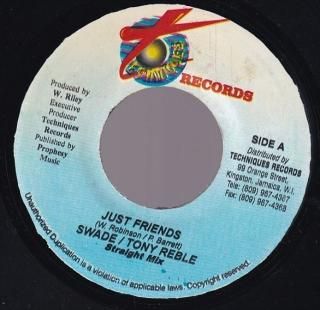 TECHNIQUES
RECORDS
Produced by
W. Riley
Executive
Producer
Techniques
Records
Published by
Prophesy
Music
SIDE A
Distributed by
TECHNIQUES RECORDS
99 Orange Street
Kingston, Jamaica, W.I.
Tel: (809) 967-4367
Fax: (809) 967-4368
JUST FRIENDS
(W. Robinson / P. Barrett)
SWADE / TONY REBLE
Straight Mix
Unauthorized Duplication is a violation of applicable laws. Copyright reserved.